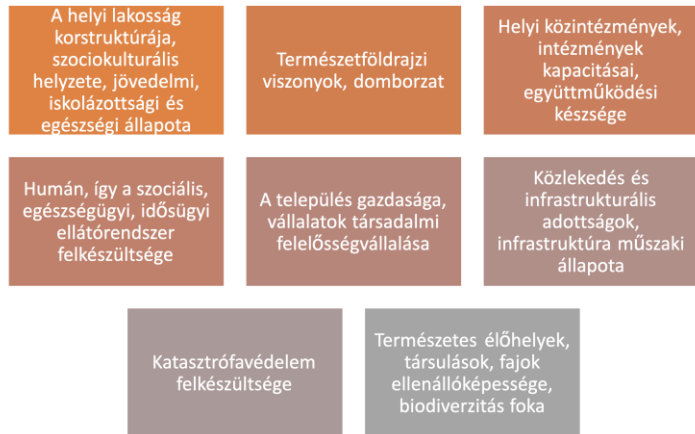 A helyi lakosság
korstruktúrája,
szociokulturális
helyzete, jövedelmi,
iskolázottsági és
egészségi állapota
Természetföldrajzi
viszonyok, domborzat
Helyi közintézmények,
intézmények
kapacitásai,
együttműködési
készsége
Humán, így a szociális,
egészségügyi, idősügyi
ellátórendszer
felkészültsége
A település gazdasága,
vállalatok társadalmi
felelősségvállalása
Közlekedés és
infrastrukturális
adottságok,
infrastruktúra műszaki
állapota
Katasztrófavédelem
felkészültsége
Természetes élőhelyek,
társulások, fajok
ellenállóképessége,
biodiverzitás foka